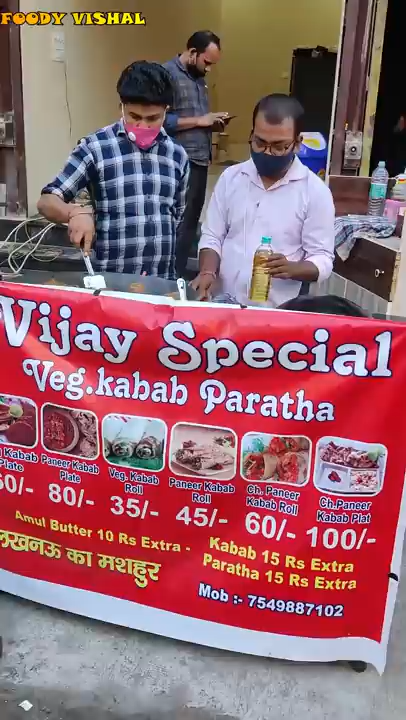 FOODY VISHAL
Vijay Special
Veg.kabab Paratha
Kabab Plate
Paneer Kabab Plate
Veg. Kabab Roll
Paneer Kabab Roll
Ch. Paneer Kabab Roll
Ch.Paneer Kabab Plat
80/-
35/-
45/-
60/-
100/-
Amul Butter 10 Rs Extra - Kabab 15 Rs Extra
Paratha 15 Rs Extra
लखनऊ का मशहूर
Mob :- 7549887102